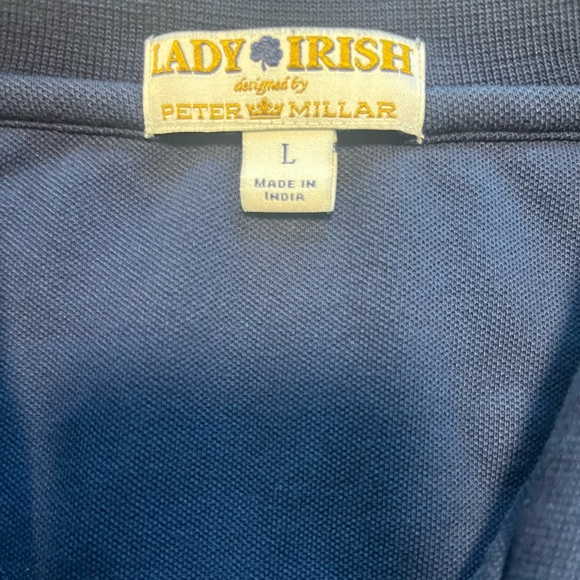 LADY IRISH
designed by
PETER MILLAR
L
MADE IN
INDIA